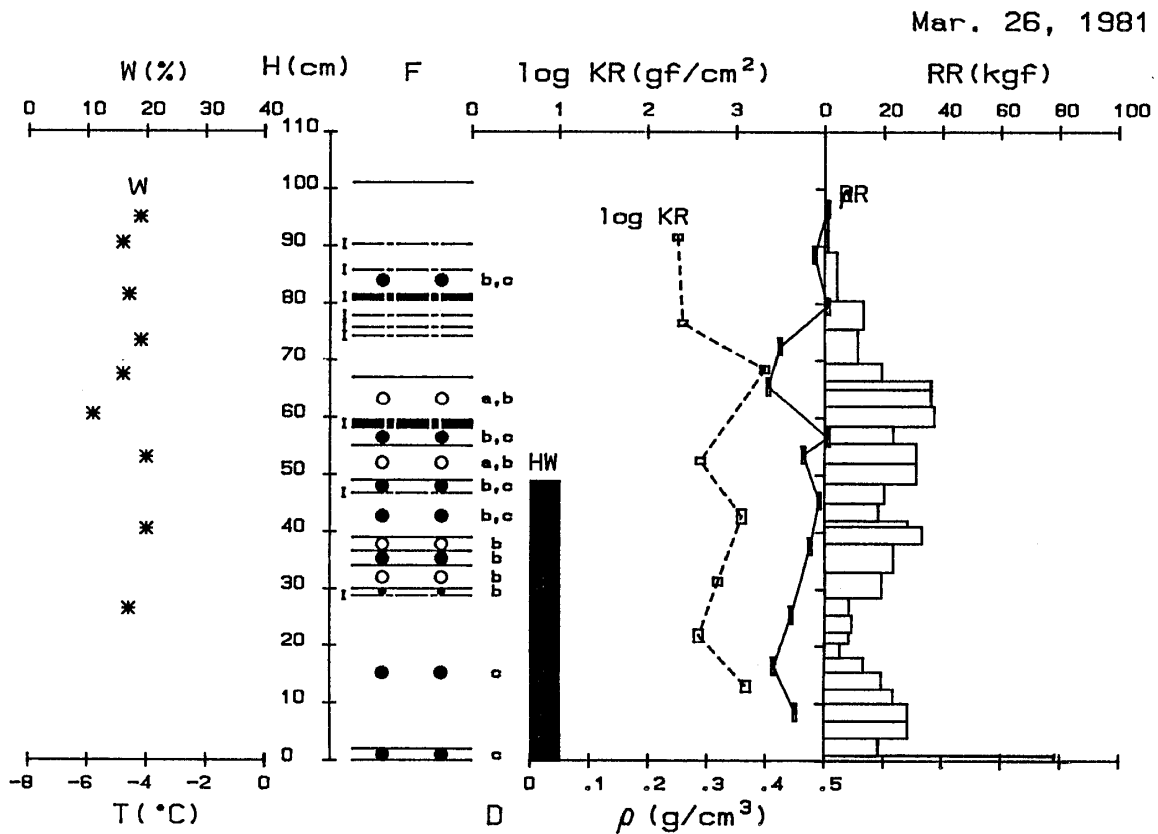 Mar. 26, 1981
W(%) H(cm) F log KR(gf/cm²) RR(kgf)
0 10 20 30 40 0 1 2 3 0 20 40 60 80 100
110
W 100 ρ RR
log KR
I 90
I b,c
I 80
I
I
I 70
a,b
60
I b,c
a,b HW
50
b,c
I
b,c
40
b
b
b
30 b
I
20
c
10
0 c
-8 -6 -4 -2 0 0 .1 .2 .3 .4 .5
T(°C) D ρ (g/cm³)